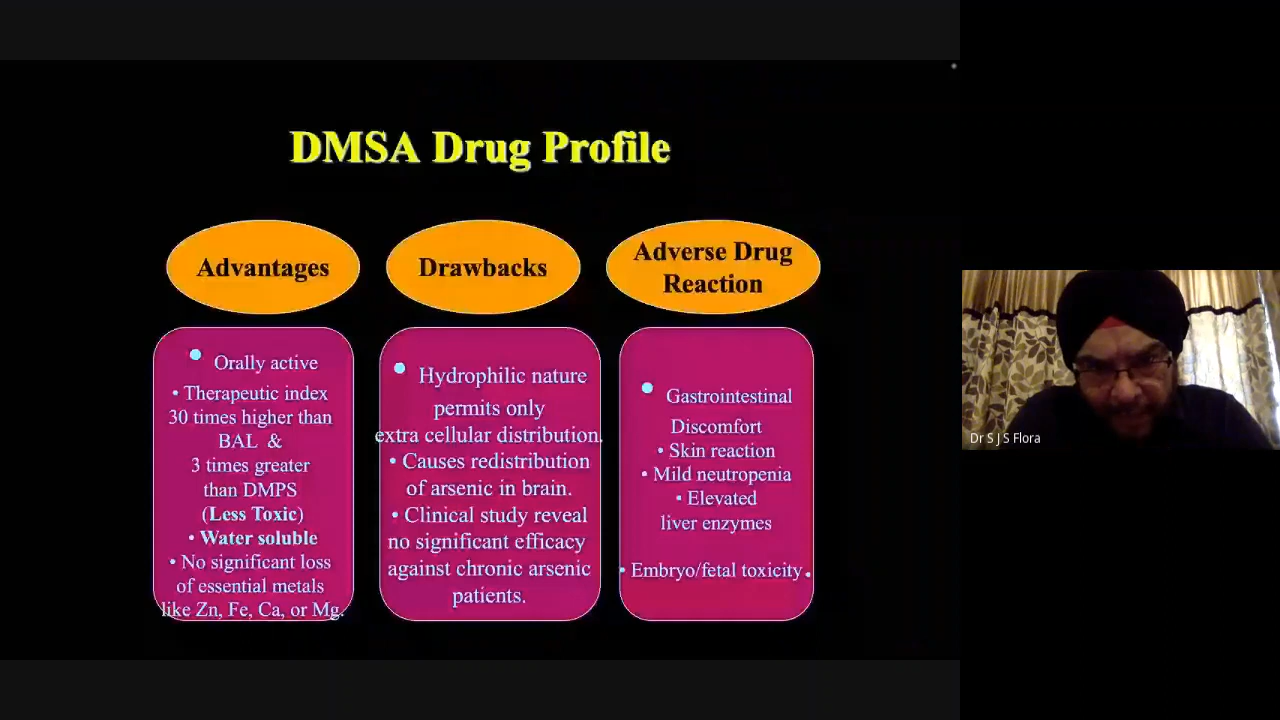 DMSA Drug Profile
Advantages
• Orally active
• Therapeutic index
30 times higher than
BAL &
3 times greater
than DMPS
(Less Toxic)
• Water soluble
• No significant loss
of essential metals
like Zn, Fe, Ca, or Mg.
Drawbacks
• Hydrophilic nature
permits only
extra cellular distribution.
• Causes redistribution
of arsenic in brain.
• Clinical study reveal
no significant efficacy
against chronic arsenic
patients.
Adverse Drug
Reaction
• Gastrointestinal
Discomfort
• Skin reaction
• Mild neutropenia
• Elevated
liver enzymes
• Embryo/fetal toxicity.
Dr S J S Flora